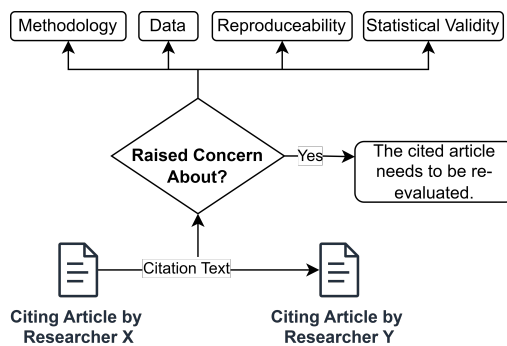 Methodology
Data
Reproduceability
Statistical Validity
Raised Concern
About?
Yes
The cited article
needs to be re-
evaluated.
Citation Text
Citing Article by
Researcher X
Citing Article by
Researcher Y